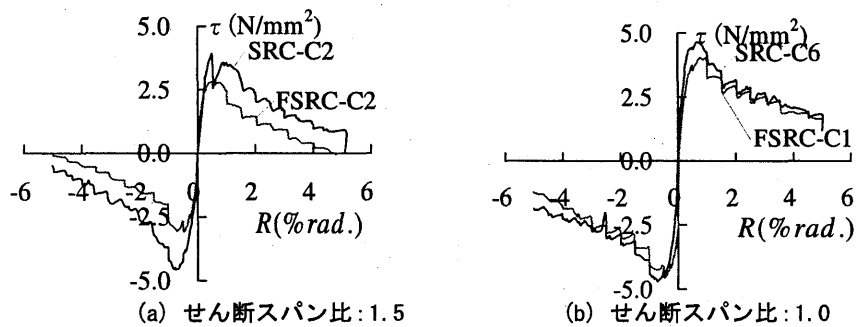 5.0
τ (N/mm²)
SRC-C2
2.5
FSRC-C2
0.0
-6 -4 -2 0 2 4 6
-2.5
R(%rad.)
-5.0
(a) せん断スパン比:1.5
5.0
τ (N/mm²)
SRC-C6
2.5
FSRC-C1
0.0
-6 -4 -2 0 2 4 6
-2.5
R(%rad.)
-5.0
(b) せん断スパン比:1.0